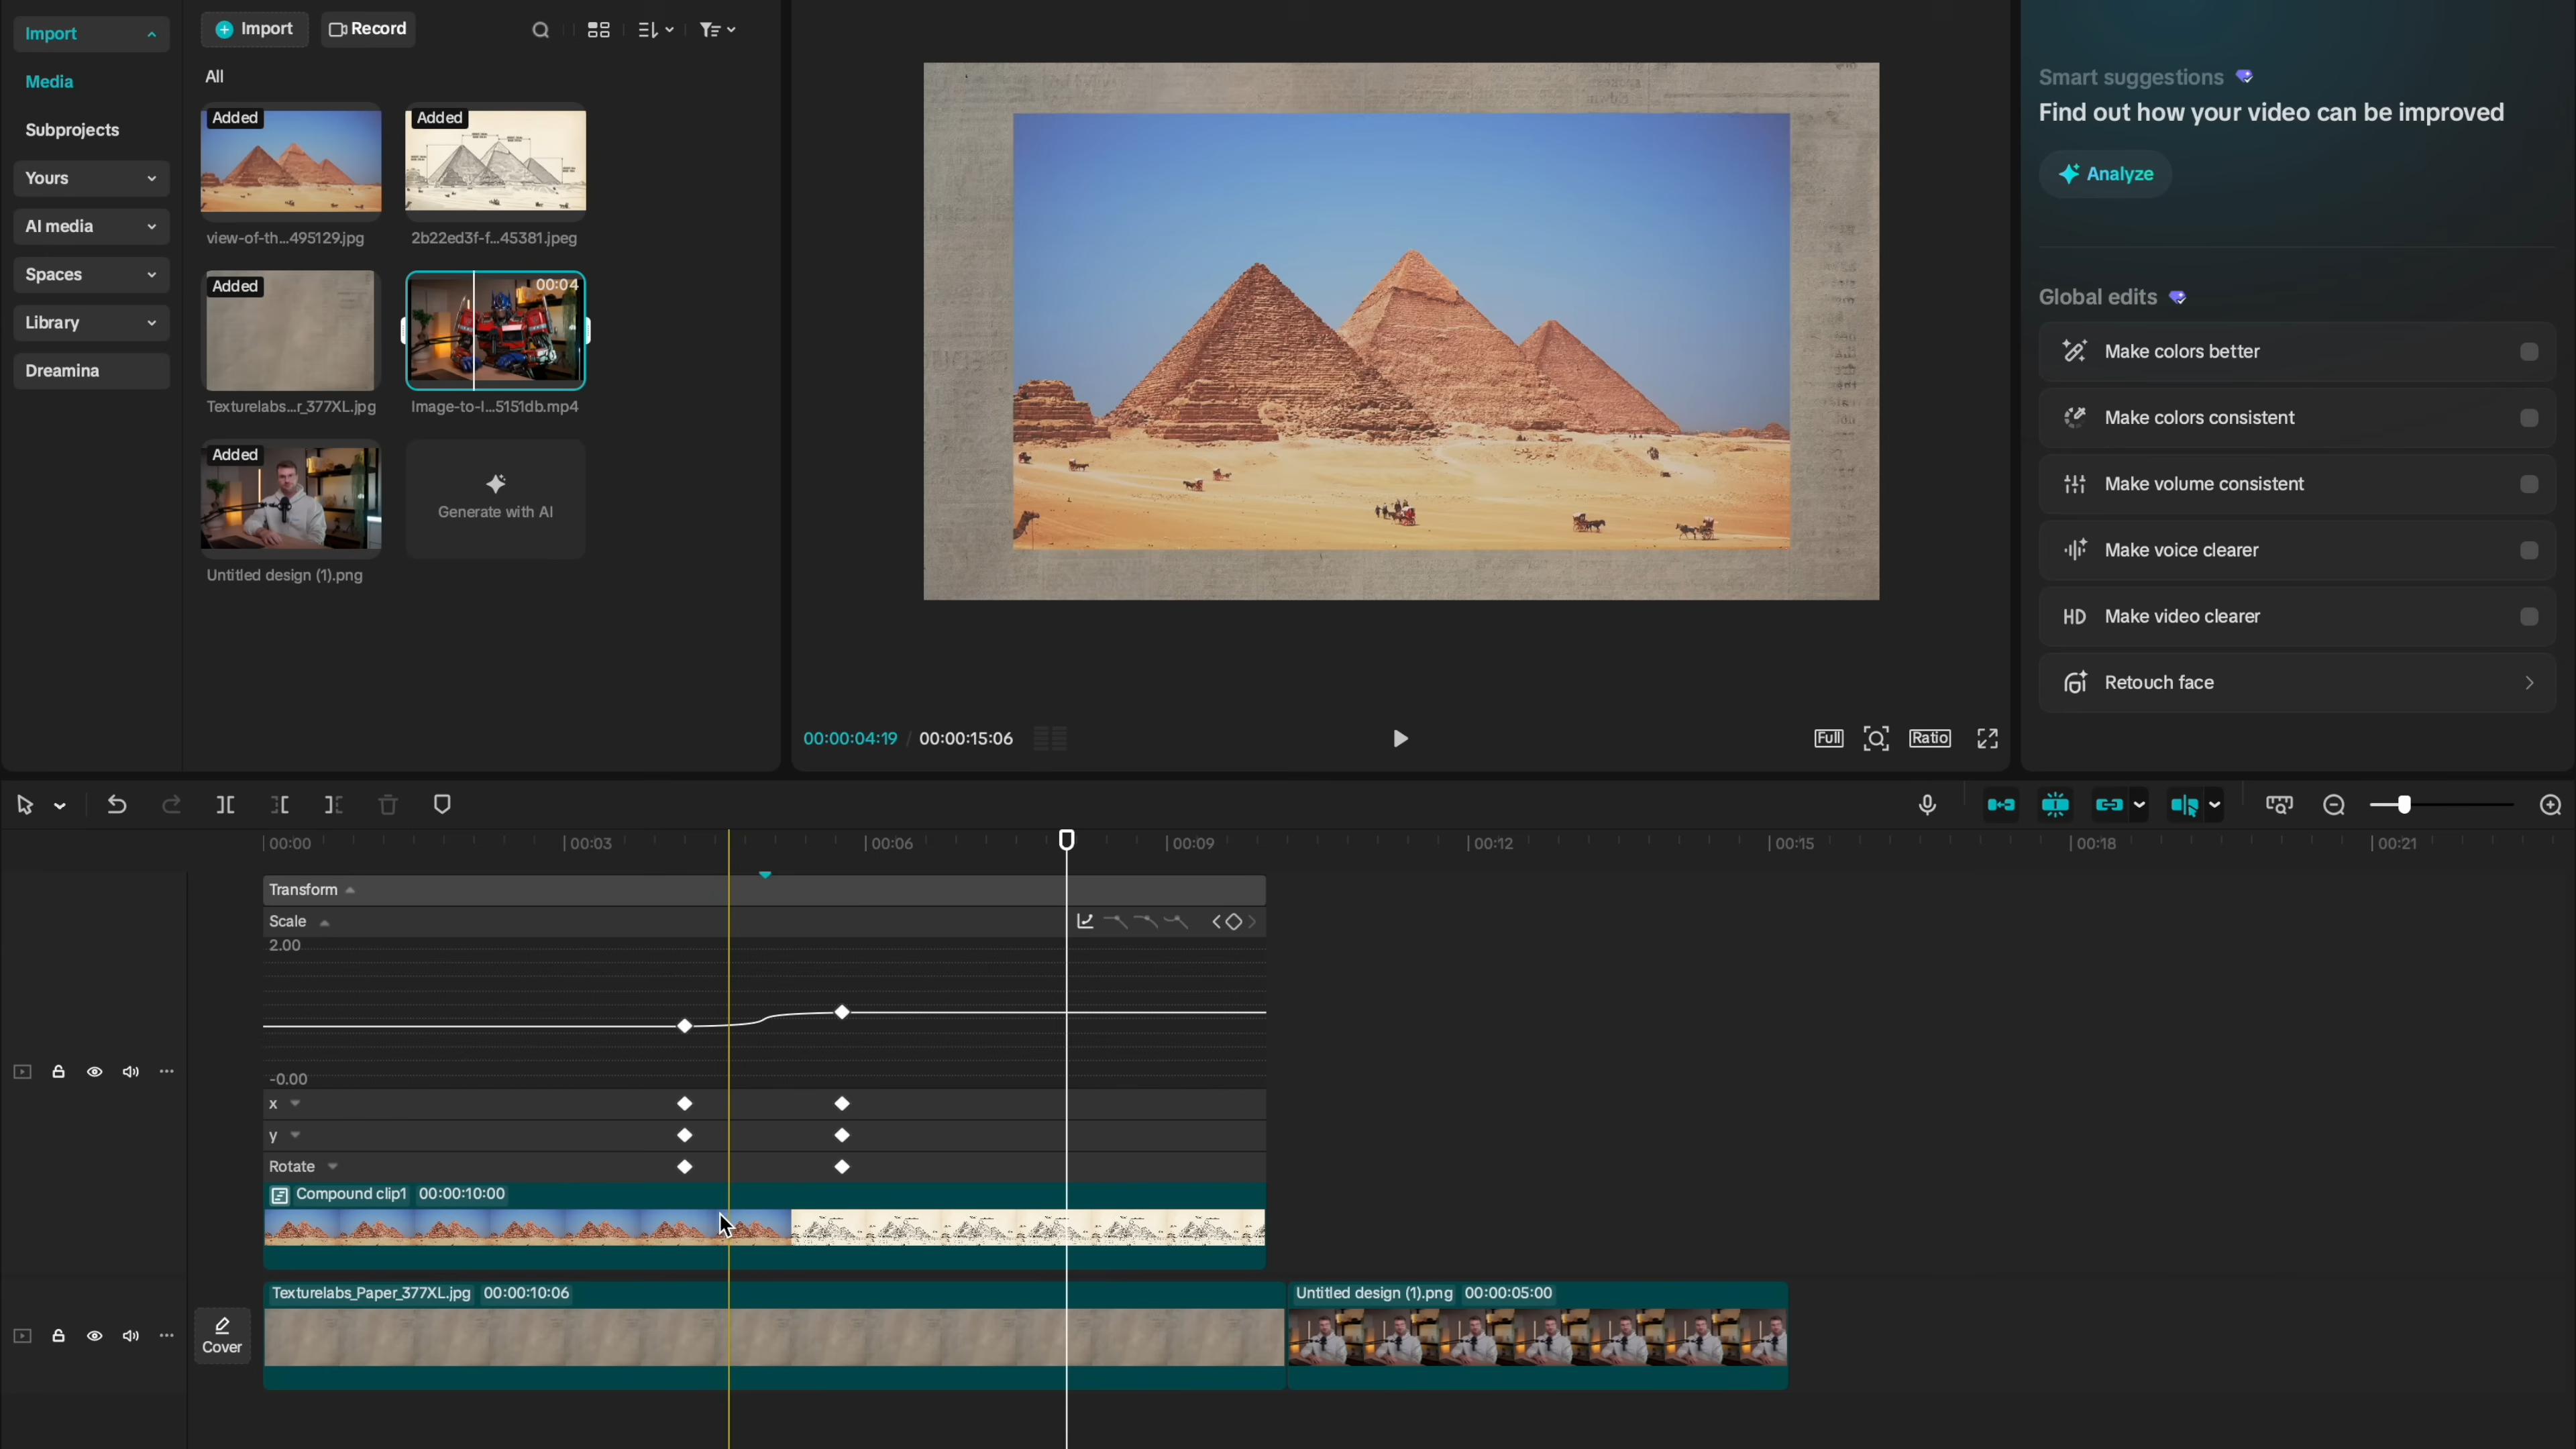 Import
Media
Subprojects
Yours
AI media
Spaces
Library
Dreamina
Import
Record
All
Added
view-of-th...495129.jpg
Added
2b22ed3f-f...45381.jpeg
Added
Texturelabs...r_377XL.jpg
00:04
Image-to-I...5151db.mp4
Added
Untitled design (1).png
Generate with AI
00:00:04:19 / 00:00:15:06
Full
Ratio
Smart suggestions
Find out how your video can be improved
Analyze
Global edits
Make colors better
Make colors consistent
Make volume consistent
Make voice clearer
HD Make video clearer
Retouch face
00:00
00:03
00:06
00:09
00:12
00:15
00:18
00:21
Transform
Scale
2.00
-0.00
x
y
Rotate
Compound clip1 00:00:10:00
Cover
Texturelabs_Paper_377XL.jpg 00:00:10:06
Untitled design (1).png 00:00:05:00